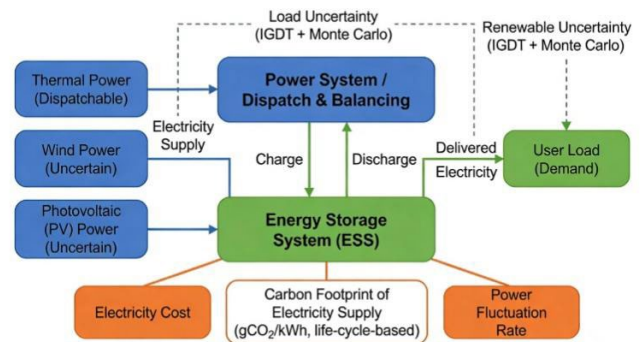 Load Uncertainty
(IGDT + Monte Carlo)
Renewable Uncertainty
(IGDT + Monte Carlo)
Thermal Power
(Dispatchable)
Power System /
Dispatch & Balancing
Electricity
Supply
Wind Power
(Uncertain)
Charge
Discharge
Delivered
Electricity
User Load
(Demand)
Photovoltaic
(PV) Power
(Uncertain)
Energy Storage
System (ESS)
Electricity Cost
Carbon Footprint of
Electricity Supply
(gCO₂/kWh, life-cycle-based)
Power
Fluctuation
Rate